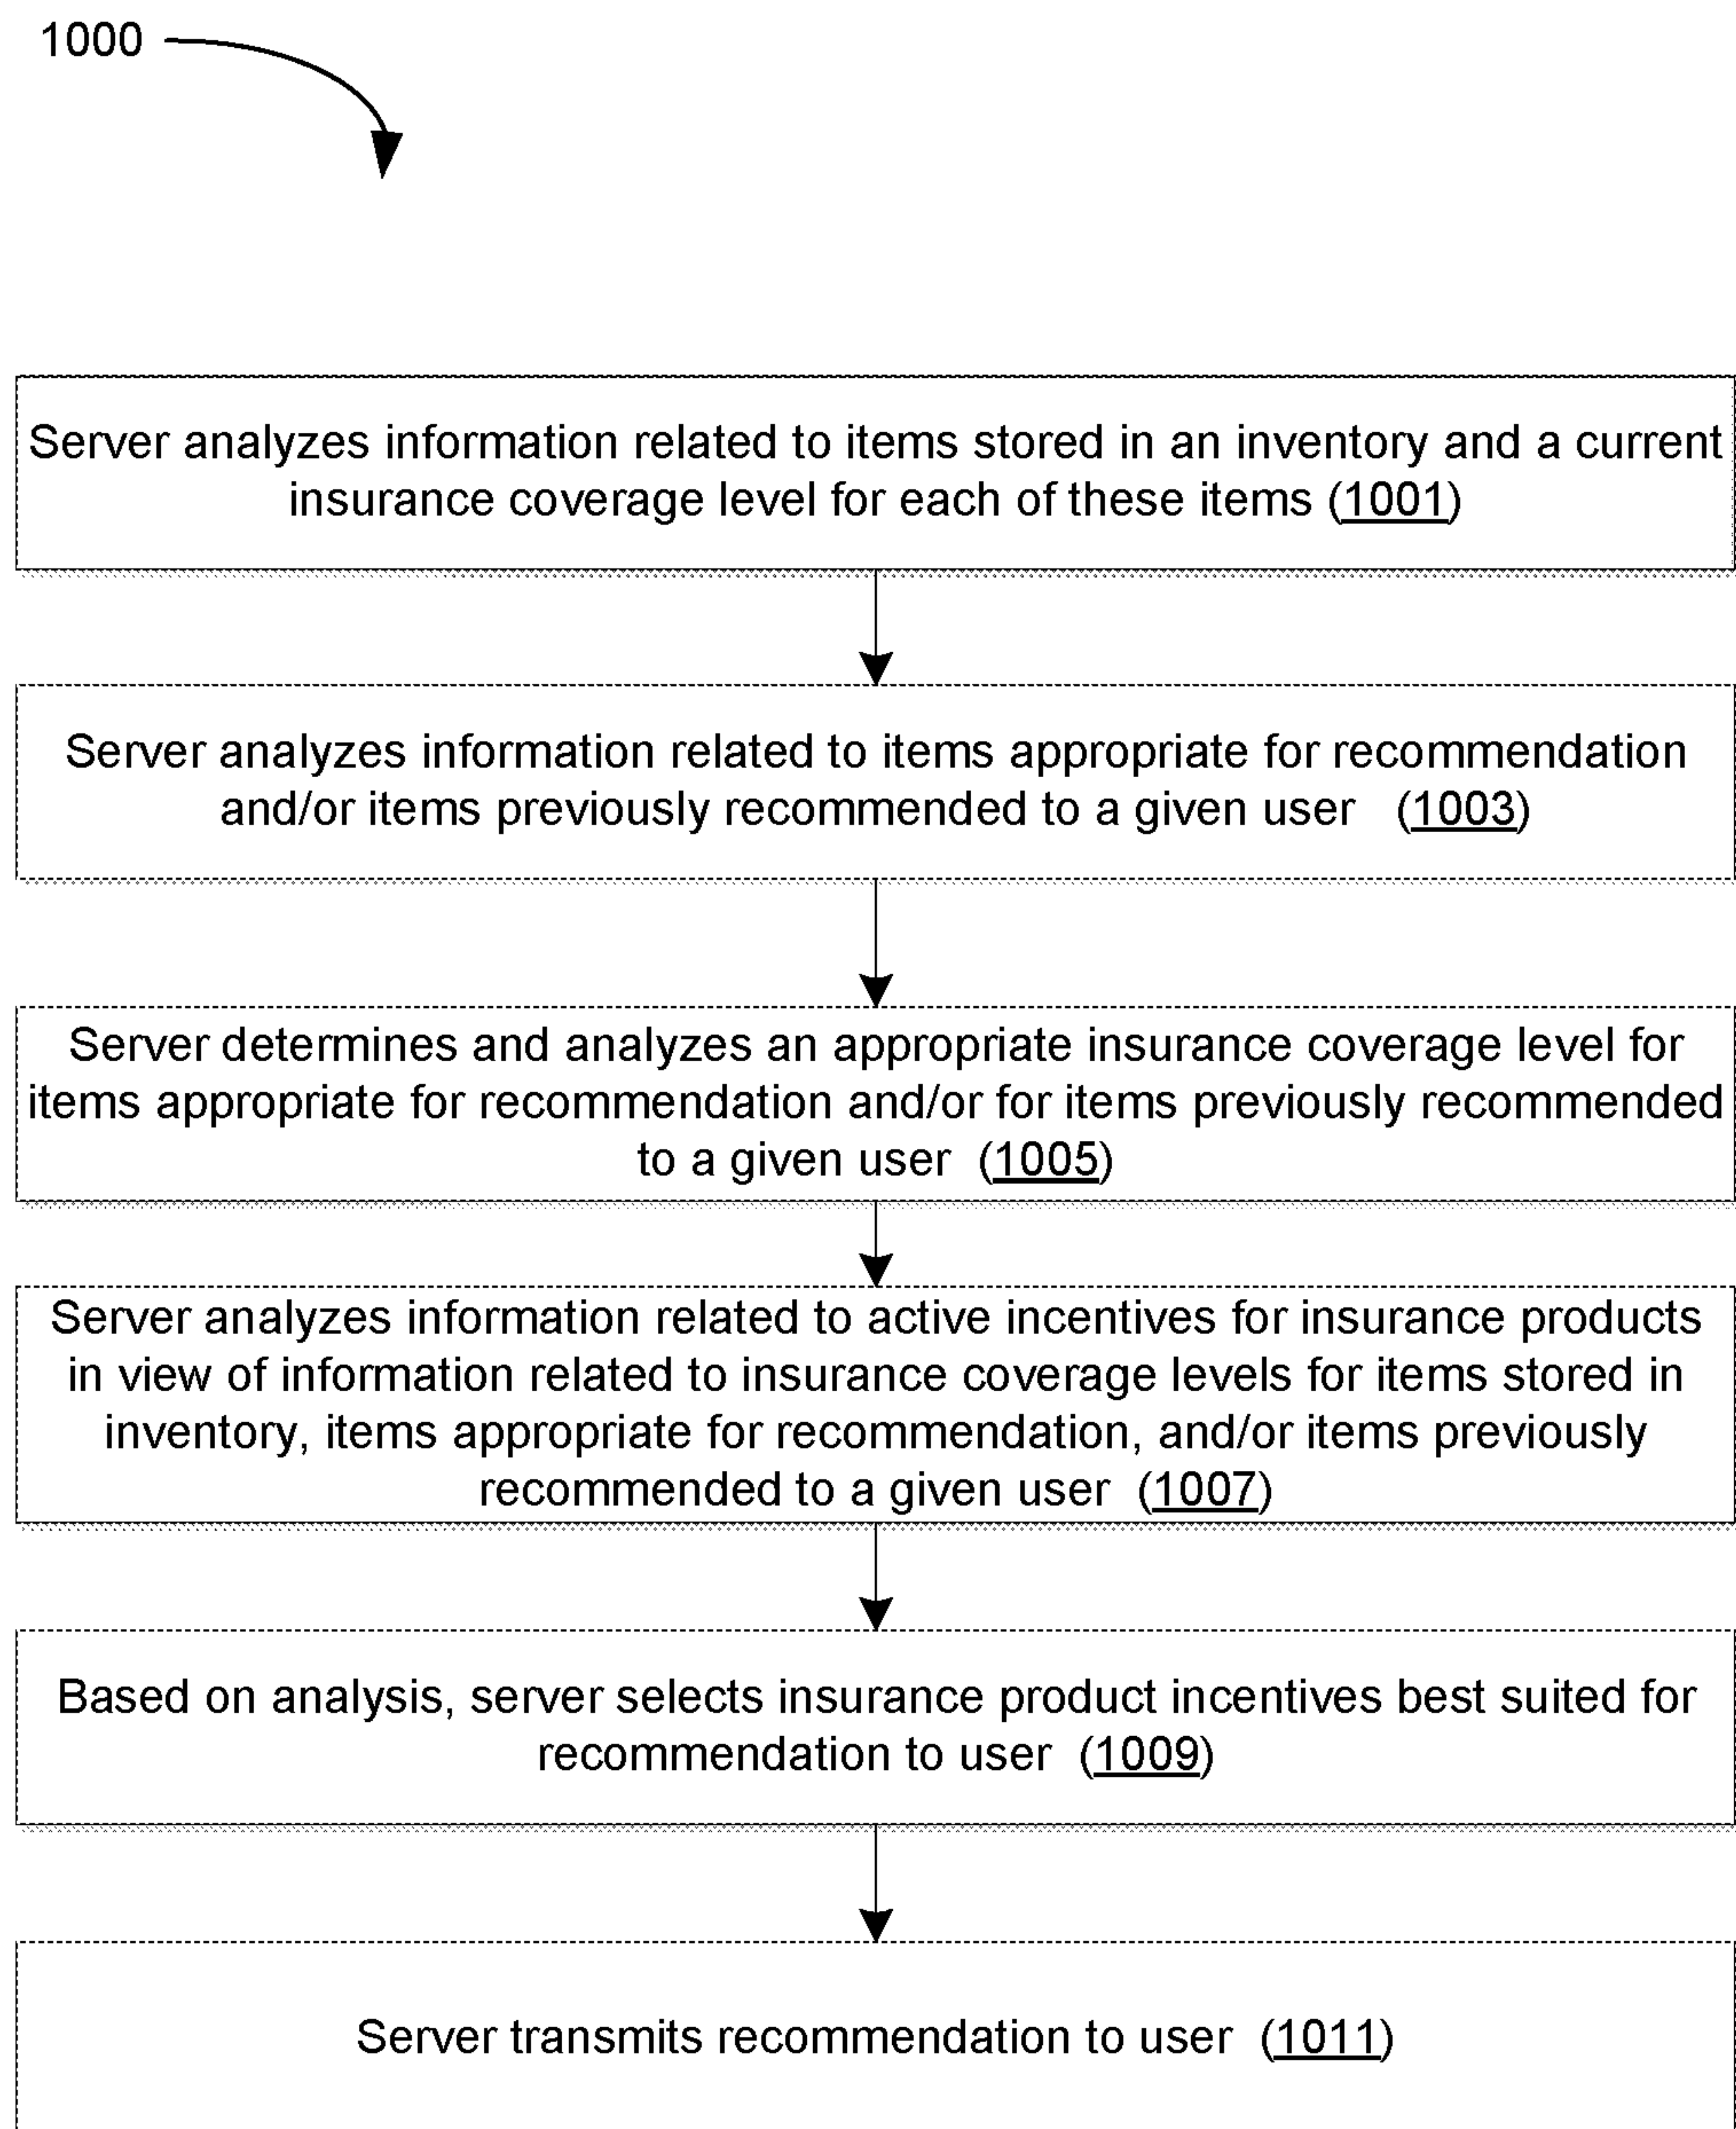 1000
Server analyzes information related to items stored in an inventory and a current
insurance coverage level for each of these items (1001)
Server analyzes information related to items appropriate for recommendation
and/or items previously recommended to a given user (1003)
Server determines and analyzes an appropriate insurance coverage level for
items appropriate for recommendation and/or for items previously recommended
to a given user (1005)
Server analyzes information related to active incentives for insurance products
in view of information related to insurance coverage levels for items stored in
inventory, items appropriate for recommendation, and/or items previously
recommended to a given user (1007)
Based on analysis, server selects insurance product incentives best suited for
recommendation to user (1009)
Server transmits recommendation to user (1011)